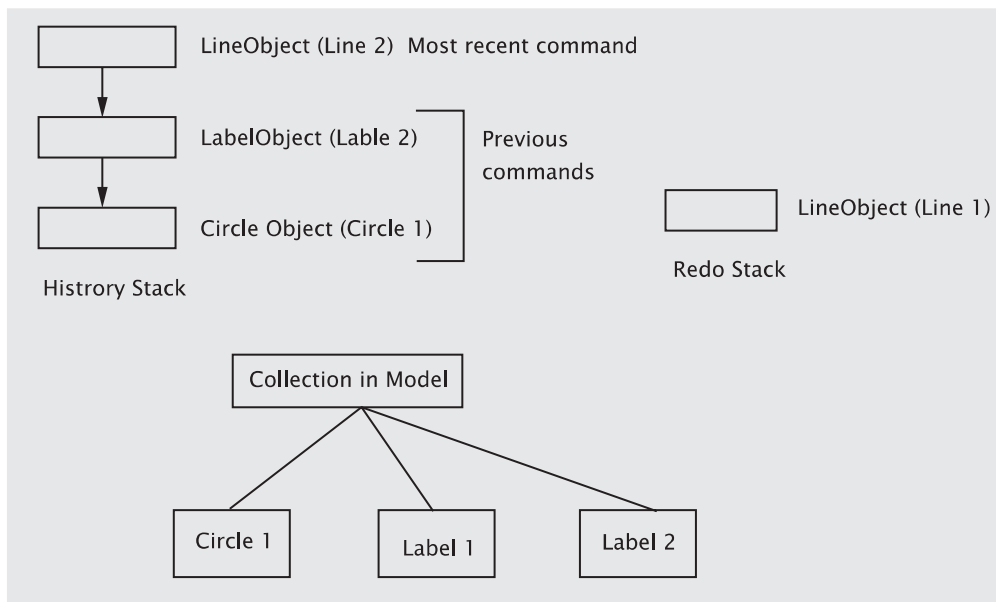 LineObject (Line 2) Most recent command
LabelObject (Lable 2)
Previous
commands
Circle Object (Circle 1)
Histrory Stack
LineObject (Line 1)
Redo Stack
Collection in Model
Circle 1
Label 1
Label 2